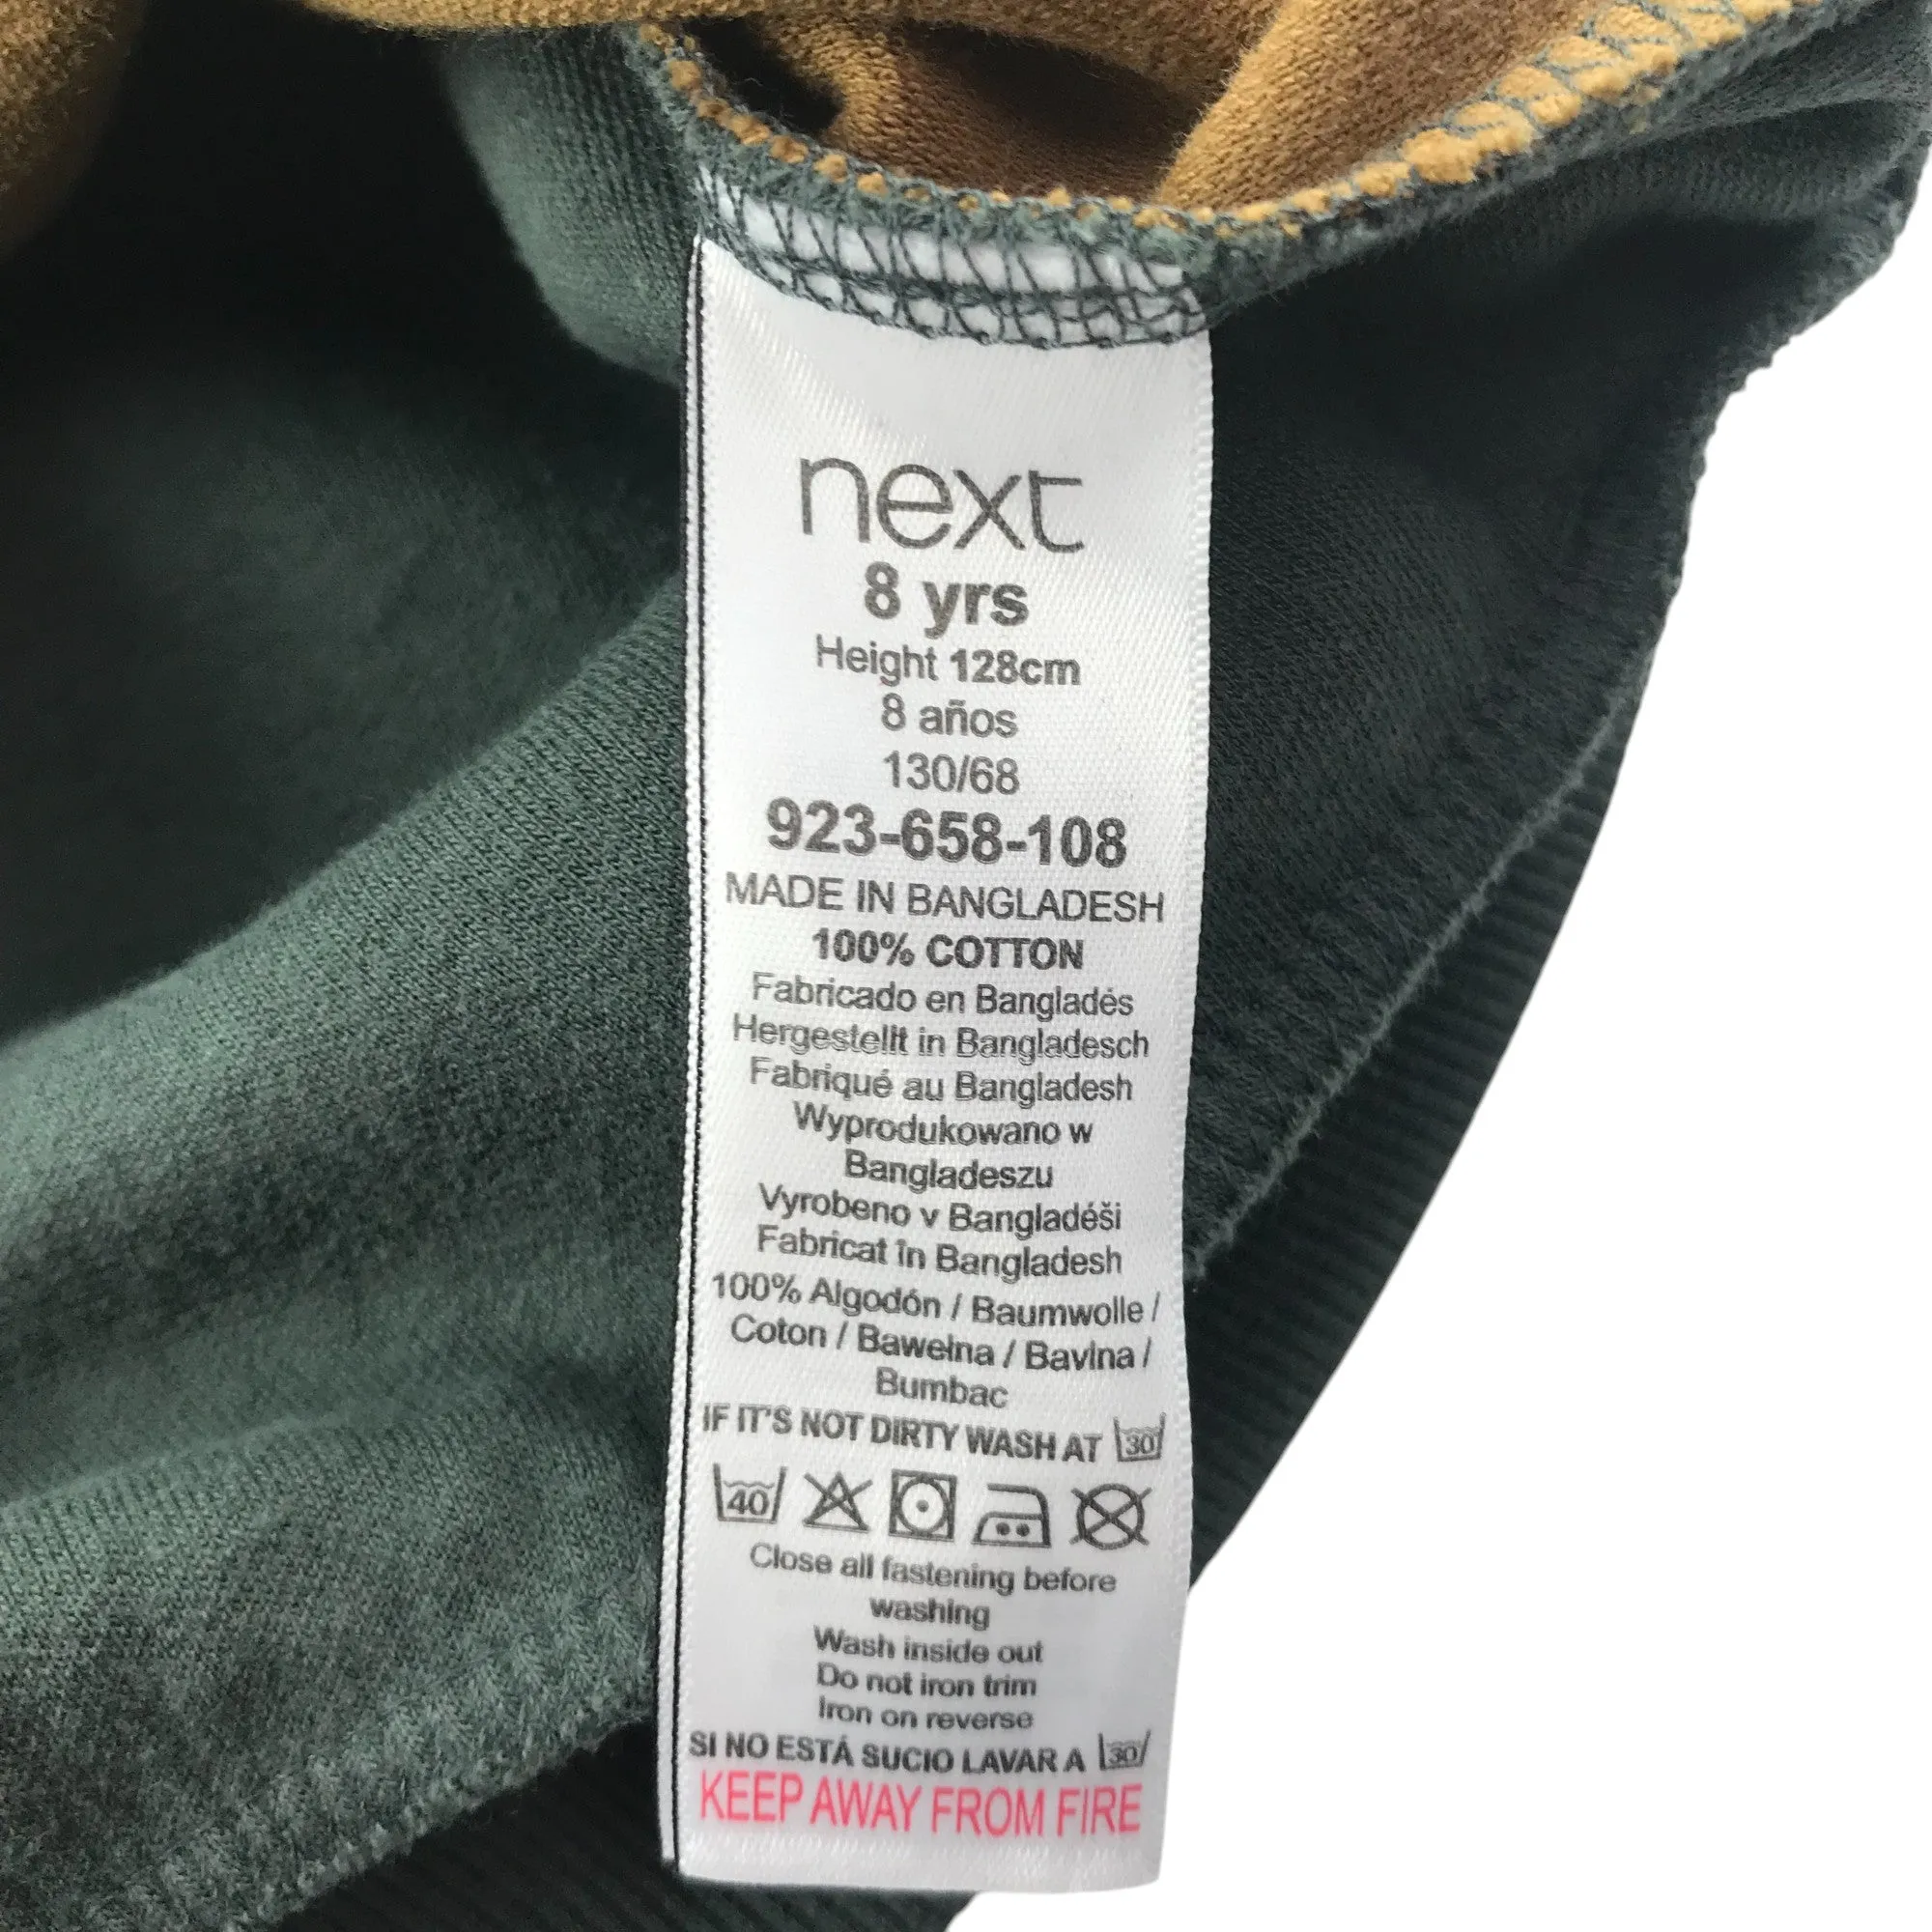 next
8 yrs
Height 128cm
8 años
130/68
923-658-108
MADE IN BANGLADESH
100% COTTON
Fabricado en Bangladés
Hergestellt in Bangladesch
Fabriqué au Bangladesh
Wyprodukowano w
Bangladeszu
Vyrobeno v Bangladéši
Fabricat în Bangladesh
100% Algodón / Baumwolle /
Coton / Bawełna / Bavlna /
Bumbac
IF IT'S NOT DIRTY WASH AT 30
40
Close all fastening before
washing
Wash inside out
Do not iron trim
Iron on reverse
SI NO ESTÁ SUCIO LAVAR A 30
KEEP AWAY FROM FIRE